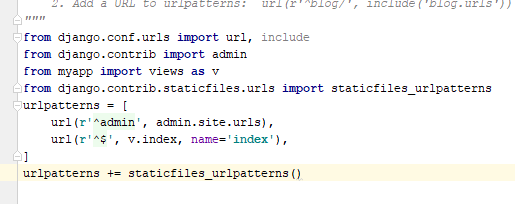 2. Add a URL to urlpatterns:  url(r'^blog/', include('blog.urls'))
"""
from django.conf.urls import url, include
from django.contrib import admin
from myapp import views as v
from django.contrib.staticfiles.urls import staticfiles_urlpatterns
urlpatterns = [
    url(r'^admin', admin.site.urls),
    url(r'^$', v.index, name='index'),
]
urlpatterns += staticfiles_urlpatterns()